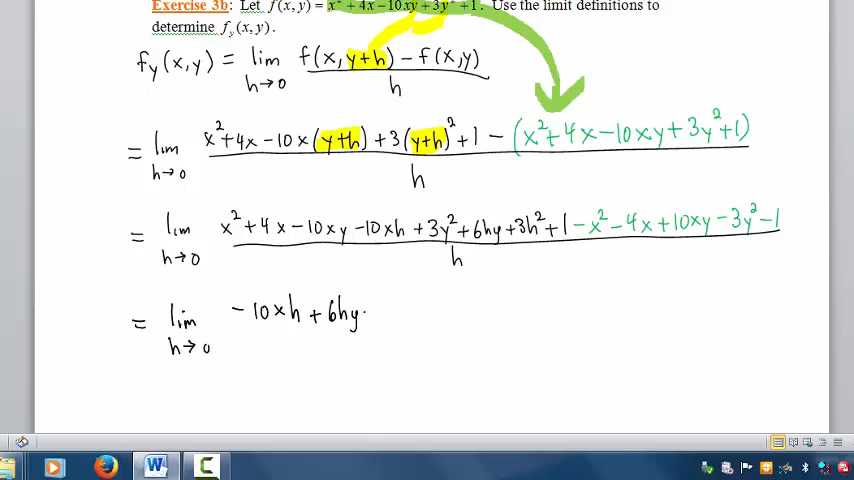 Exercise 3b: Let f(x, y) = x² + 4x − 10xy + 3y² + 1. Use the limit definitions to
determine f_y(x, y).
f_y(x,y) = lim h→0 (f(x, y+h) − f(x,y)) / h
= lim h→0 (x² + 4x − 10x(y+h) + 3(y+h)² + 1 − (x² + 4x − 10xy + 3y² + 1)) / h
= lim h→0 (x² + 4x − 10xy − 10xh + 3y² + 6hy + 3h² + 1 − x² − 4x + 10xy − 3y² − 1) / h
= lim h→0 − 10xh + 6hy